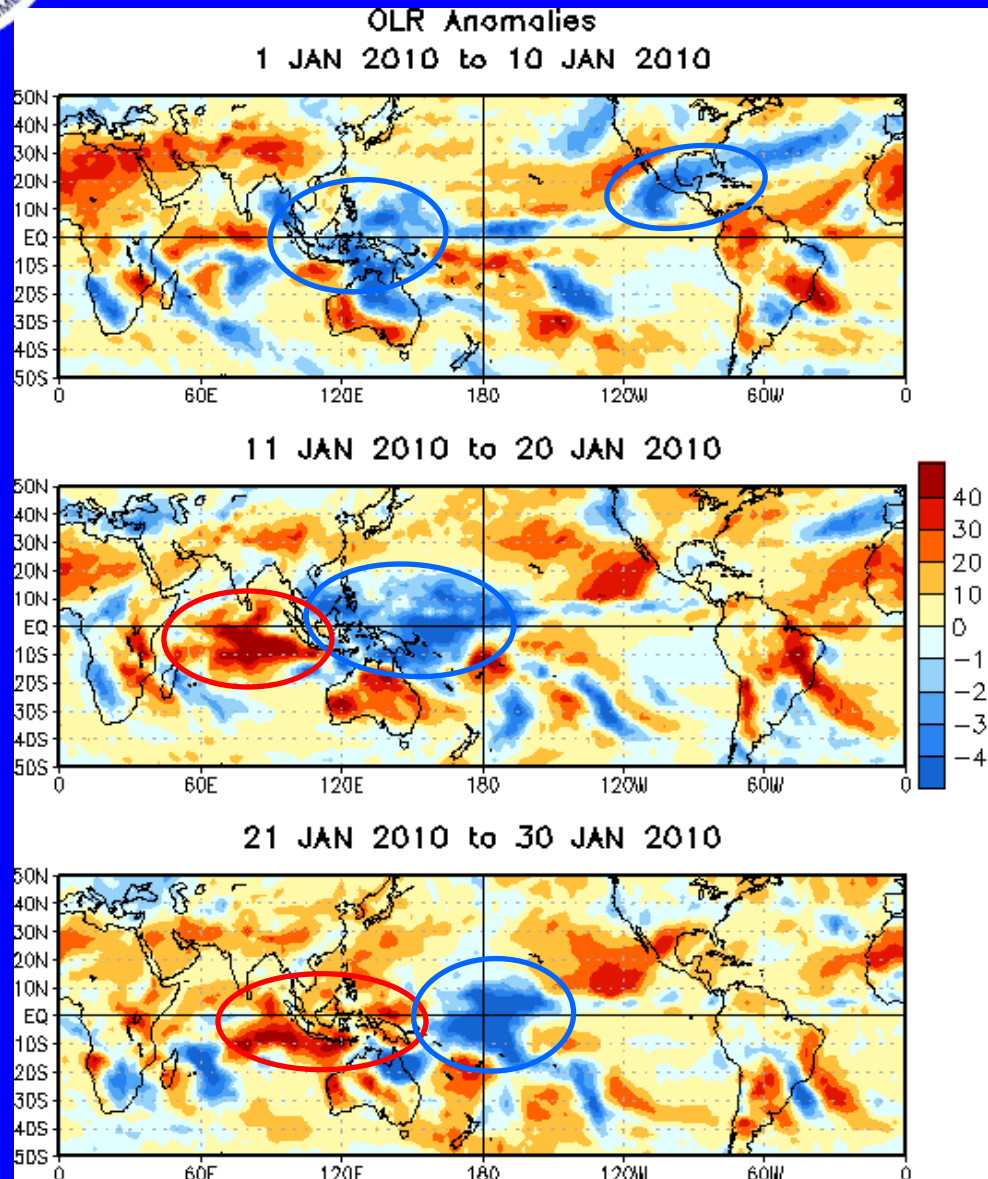 OLR Anomalies
1 JAN 2010 to 10 JAN 2010
50N
40N
30N
20N
10N
EQ
10S
20S
30S
40S
50S
0 60E 120E 180 120W 60W 0
11 JAN 2010 to 20 JAN 2010
50N
40N
30N
20N
10N
EQ
10S
20S
30S
40S
50S
0 60E 120E 180 120W 60W 0
40
30
20
10
0
-1
-2
-3
-4
21 JAN 2010 to 30 JAN 2010
50N
40N
30N
20N
10N
EQ
10S
20S
30S
40S
50S
0 60E 120E 180 120W 60W 0